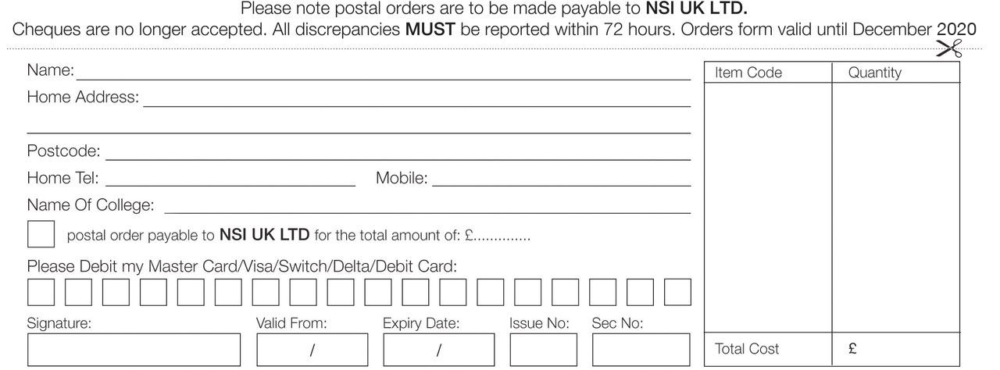 Please note postal orders are to be made payable to NSI UK LTD.
Cheques are no longer accepted. All discrepancies MUST be reported within 72 hours. Orders form valid until December 2020
Name:
Home Address:
Postcode:
Home Tel: Mobile:
Name Of College:
postal order payable to NSI UK LTD for the total amount of: £..............
Please Debit my Master Card/Visa/Switch/Delta/Debit Card:
Signature: Valid From: Expiry Date: Issue No: Sec No:
/ /
Item Code Quantity
Total Cost £